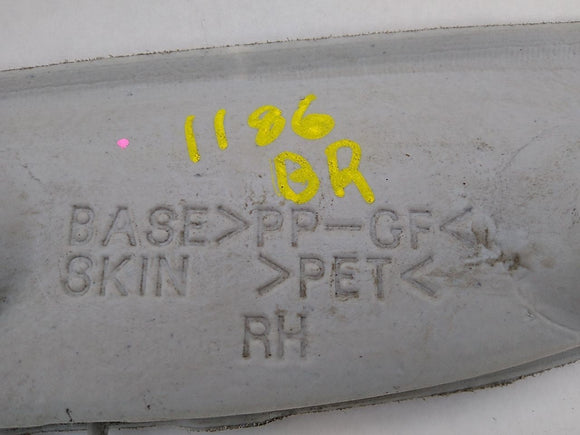 1186
BR
BASE>PP-GF<
SKIN >PET<
RH